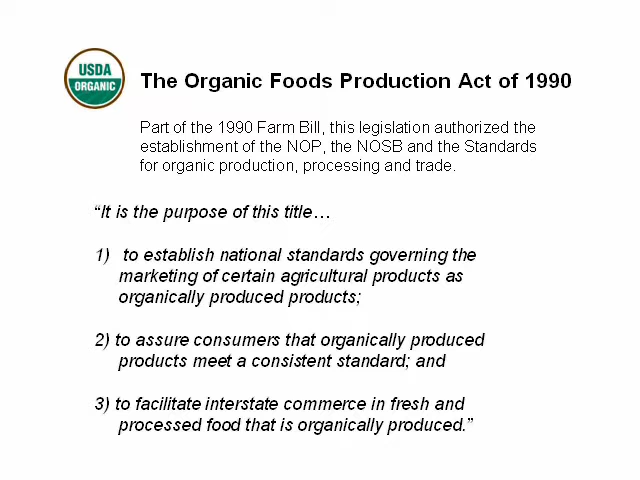 USDA
ORGANIC
The Organic Foods Production Act of 1990
Part of the 1990 Farm Bill, this legislation authorized the
establishment of the NOP, the NOSB and the Standards
for organic production, processing and trade.
“It is the purpose of this title…
1) to establish national standards governing the
marketing of certain agricultural products as
organically produced products;
2) to assure consumers that organically produced
products meet a consistent standard; and
3) to facilitate interstate commerce in fresh and
processed food that is organically produced.”